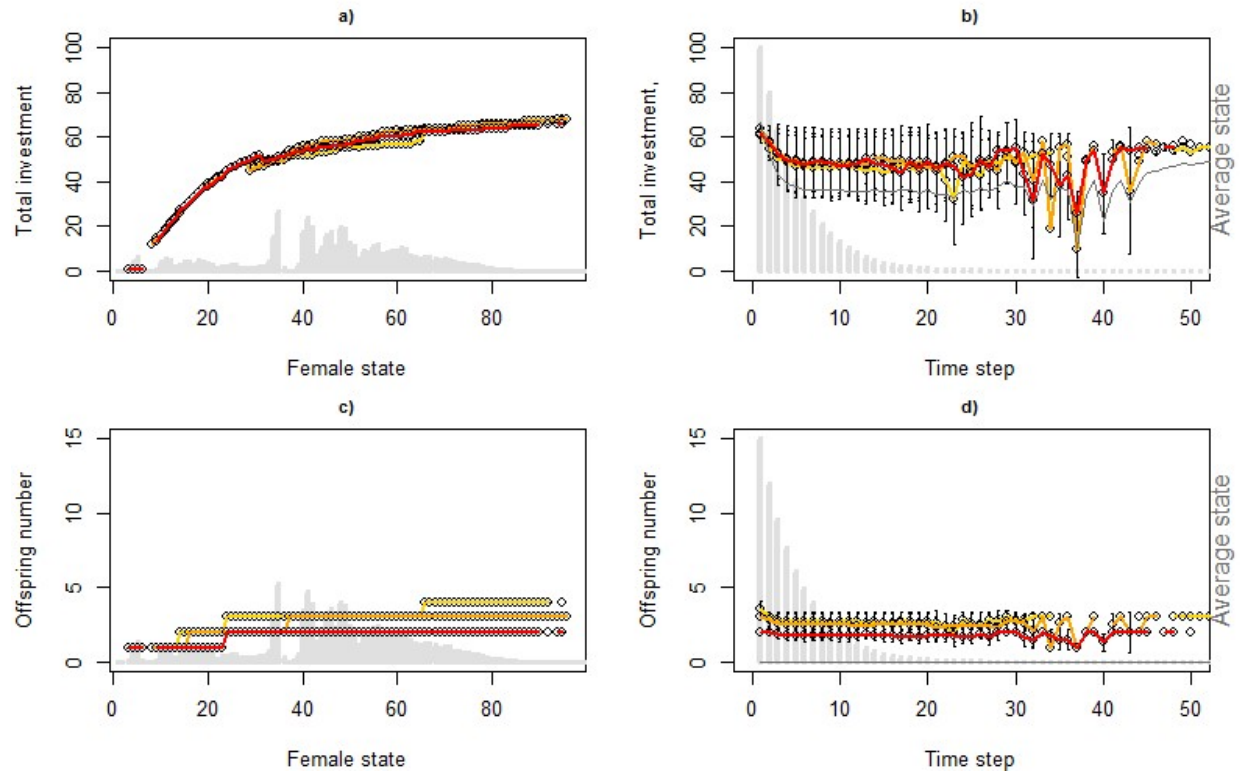 a)
Total investment
100
80
60
40
20
0
0 20 40 60 80
Female state
b)
Total investment,
100
80
60
40
20
0
0 10 20 30 40 50
Time step
Average state
c)
Offspring number
15
10
5
0
0 20 40 60 80
Female state
d)
Offspring number
15
10
5
0
0 10 20 30 40 50
Time step
Average state